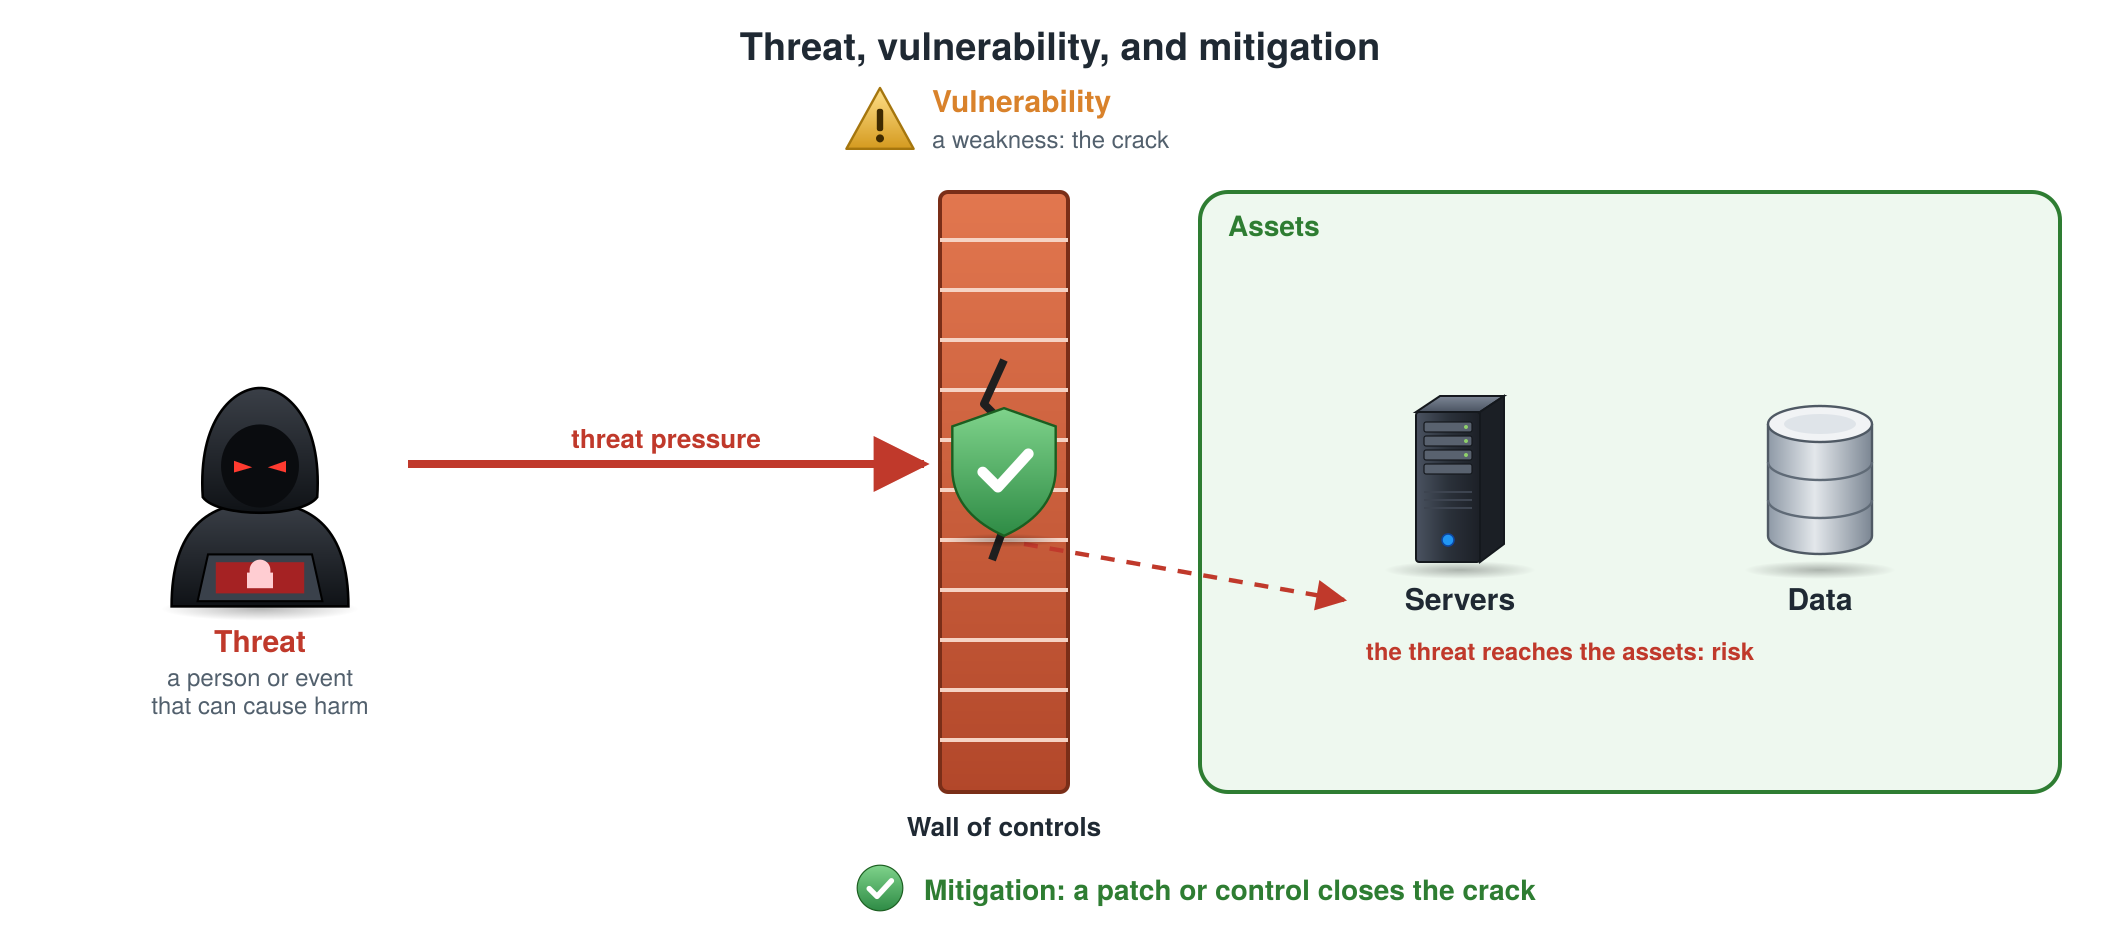 Threat, vulnerability, and mitigation
Vulnerability
a weakness: the crack
Assets
threat pressure
Servers
Data
Threat
a person or event
that can cause harm
the threat reaches the assets: risk
Wall of controls
Mitigation: a patch or control closes the crack